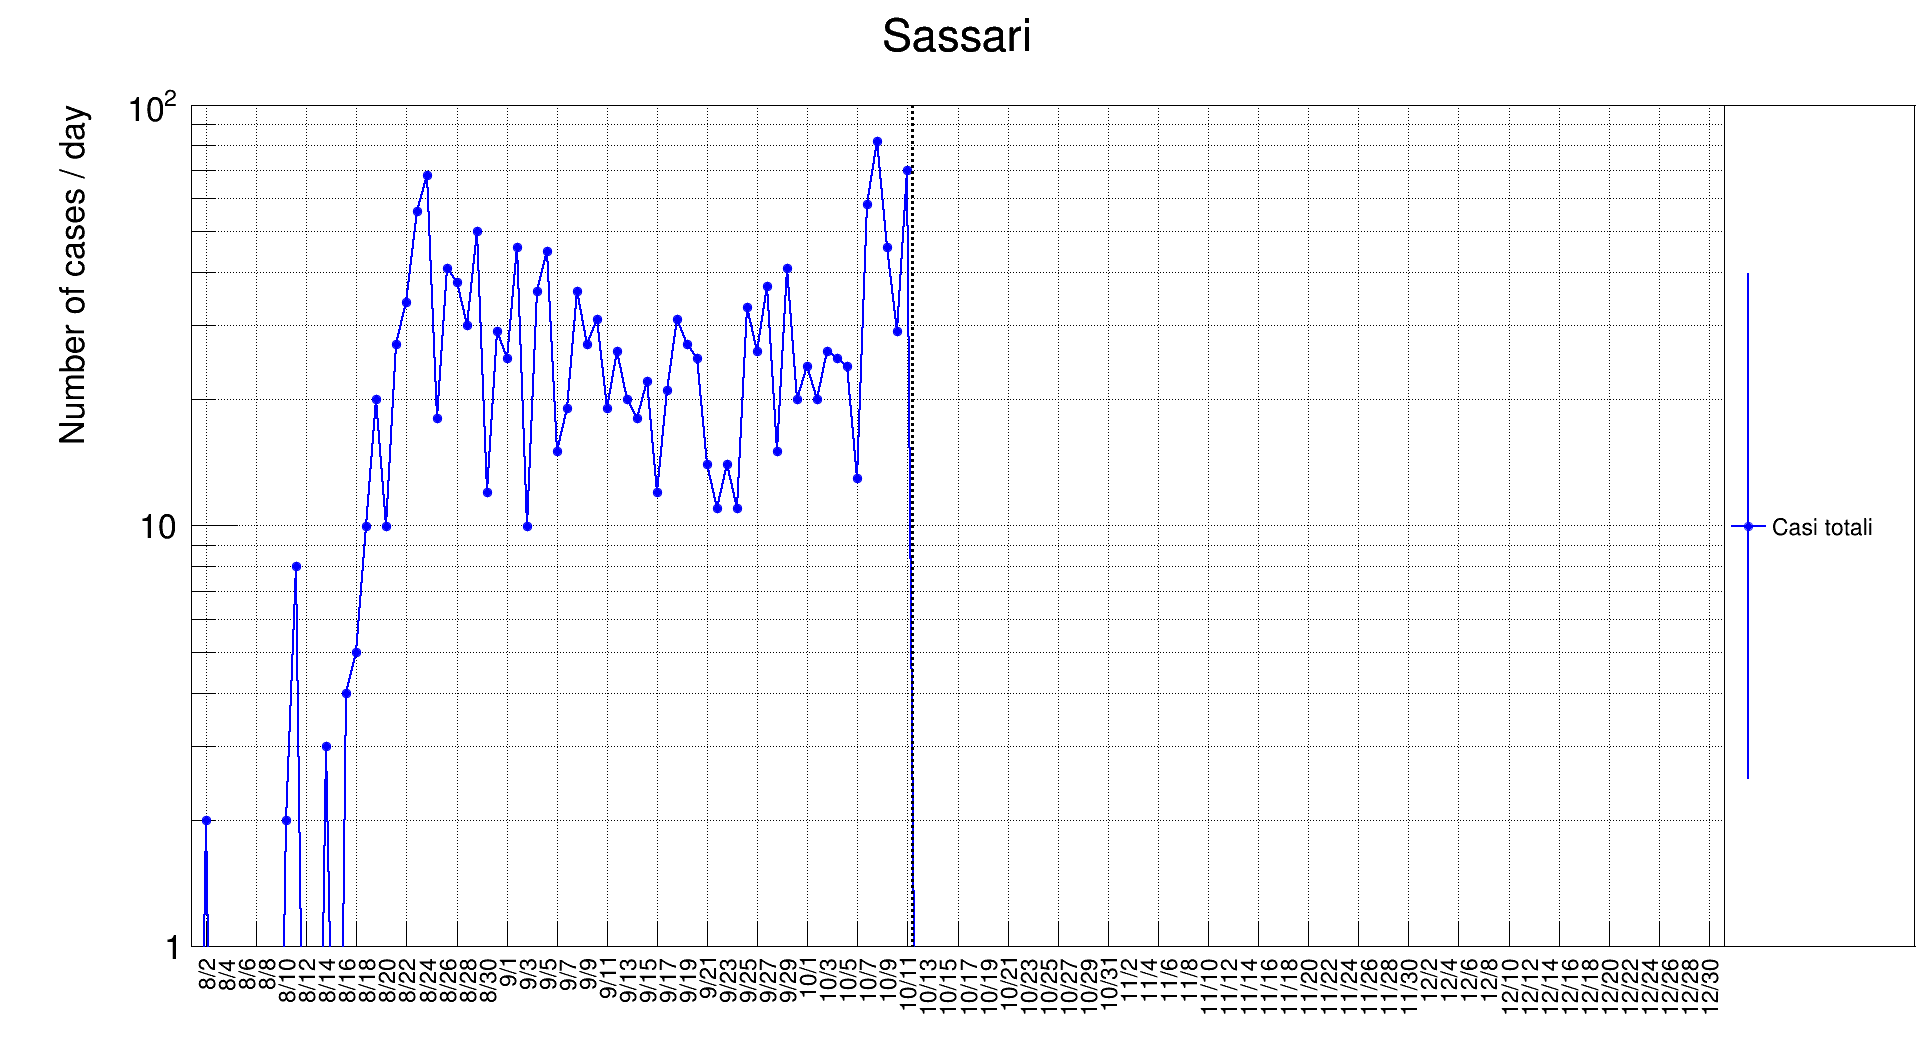 Sassari
Number of cases / day
10²
10
1
8/2 8/4 8/6 8/8 8/10 8/12 8/14 8/16 8/18 8/20 8/22 8/24 8/26 8/28 8/30 9/1 9/3 9/5 9/7 9/9 9/11 9/13 9/15 9/17 9/19 9/21 9/23 9/25 9/27 9/29 10/1 10/3 10/5 10/7 10/9 10/11 10/13 10/15 10/17 10/19 10/21 10/23 10/25 10/27 10/29 10/31 11/2 11/4 11/6 11/8 11/10 11/12 11/14 11/16 11/18 11/20 11/22 11/24 11/26 11/28 11/30 12/2 12/4 12/6 12/8 12/10 12/12 12/14 12/16 12/18 12/20 12/22 12/24 12/26 12/28 12/30
Casi totali